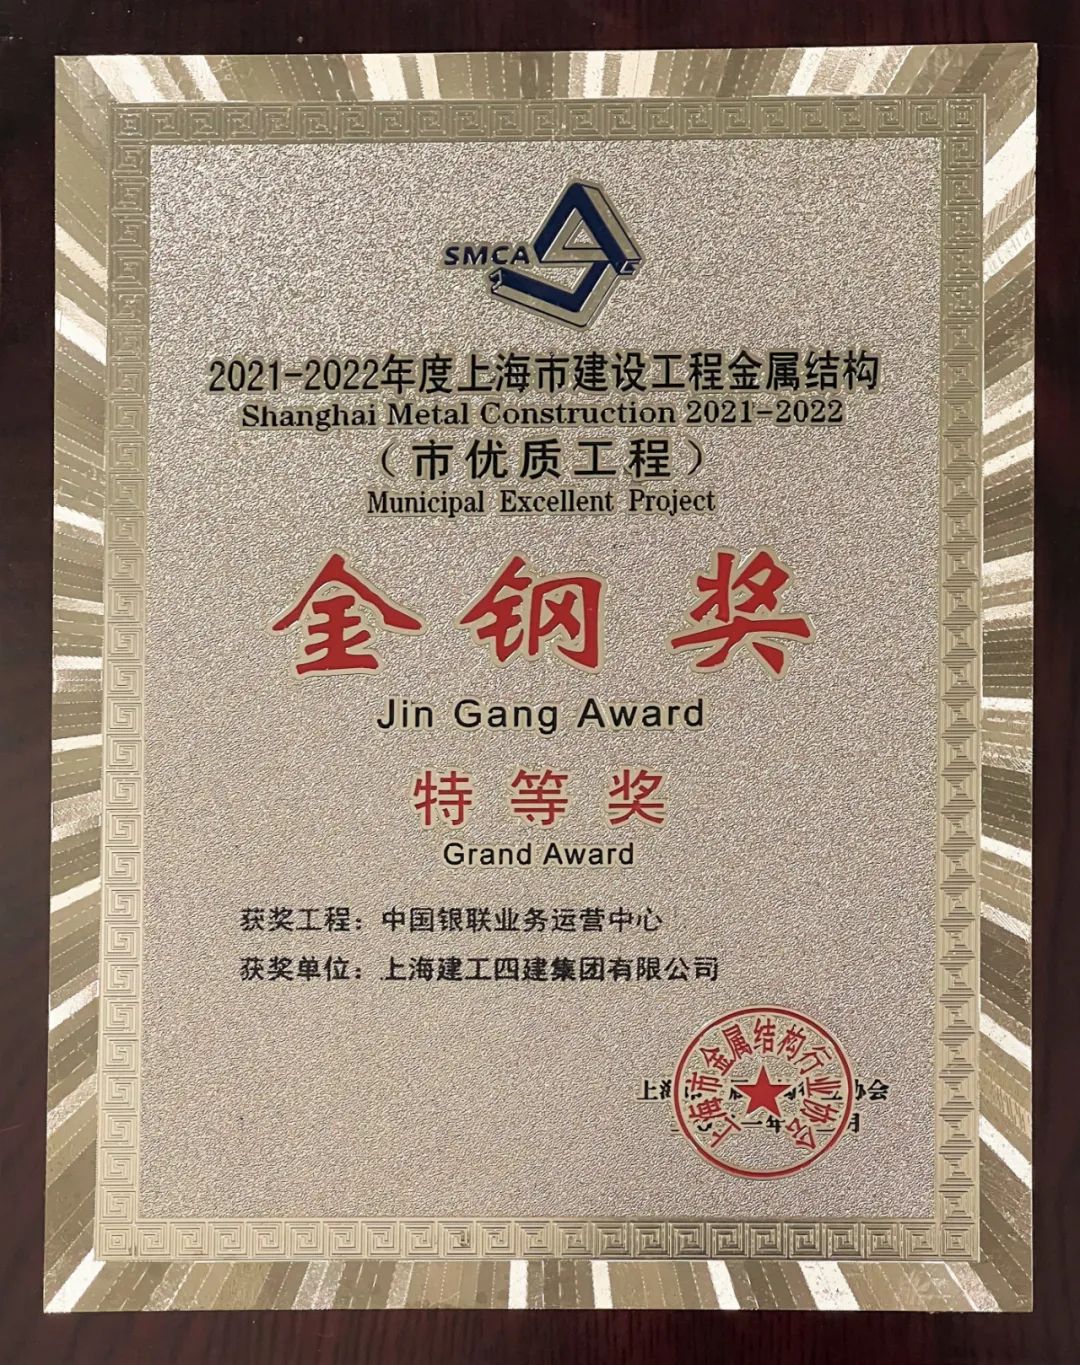 SMCA
2021-2022年度上海市建设工程金属结构
Shanghai Metal Construction 2021-2022
（市优质工程）
Municipal Excellent Project
金钢奖
Jin Gang Award
特等奖
Grand Award
获奖工程：中国银联业务运营中心
获奖单位：上海建工四建集团有限公司
上海市金属结构行业协会